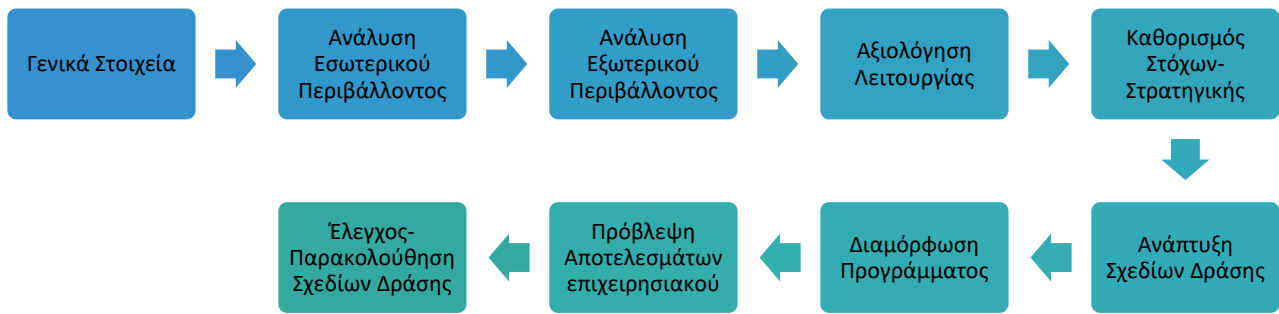 Γενικά Στοιχεία
Ανάλυση
Εσωτερικού
Περιβάλλοντος
Ανάλυση
Εξωτερικού
Περιβάλλοντος
Αξιολόγηση
Λειτουργίας
Καθορισμός
Στόχων-
Στρατηγικής
Ανάπτυξη
Σχεδίων Δράσης
Διαμόρφωση
Προγράμματος
Πρόβλεψη
Αποτελεσμάτων
επιχειρησιακού
Έλεγχος-
Παρακολούθηση
Σχεδίων Δράσης